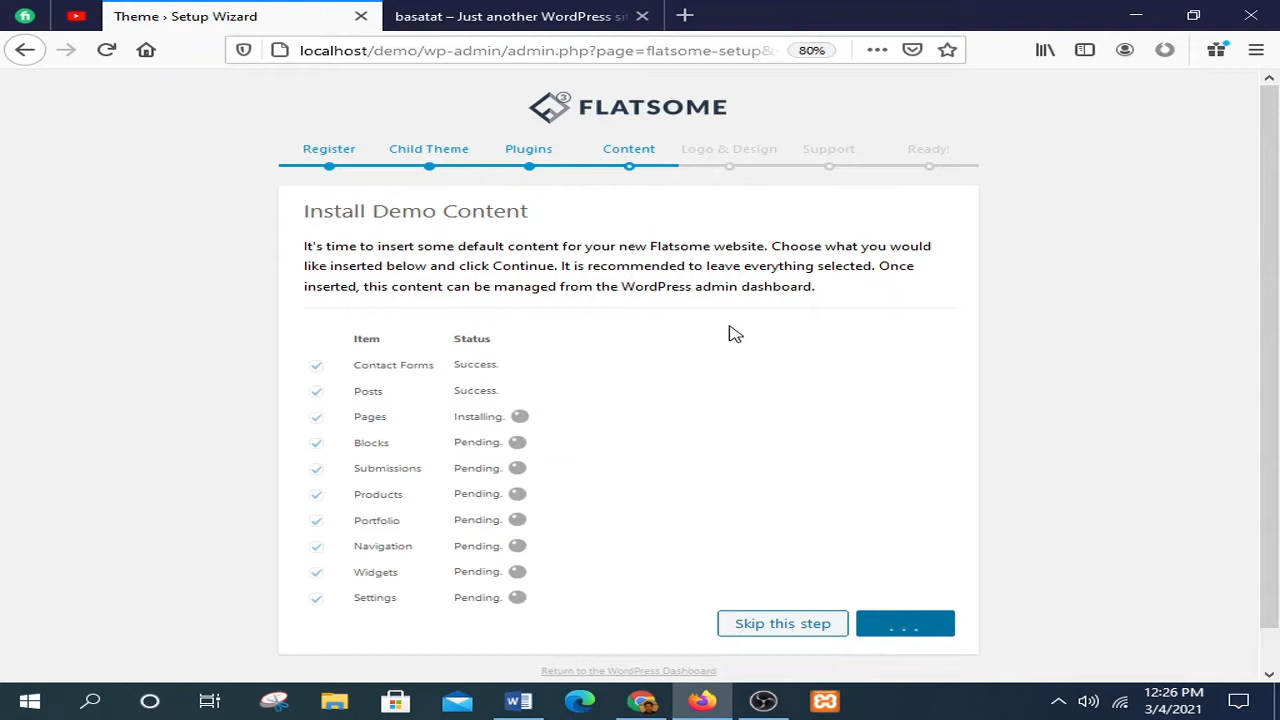 Theme › Setup Wizard
basatat – Just another WordPress si
localhost/demo/wp-admin/admin.php?page=flatsome-setup&
80%
3
FLATSOME
Register
Child Theme
Plugins
Content
Logo & Design
Support
Ready!
Install Demo Content
It's time to insert some default content for your new Flatsome website. Choose what you would
like inserted below and click Continue. It is recommended to leave everything selected. Once
inserted, this content can be managed from the WordPress admin dashboard.
Item Status
Contact Forms Success.
Posts Success.
Pages Installing.
Blocks Pending.
Submissions Pending.
Products Pending.
Portfolio Pending.
Navigation Pending.
Widgets Pending.
Settings Pending.
Skip this step
. . .
Return to the WordPress Dashboard
12:26 PM
3/4/2021